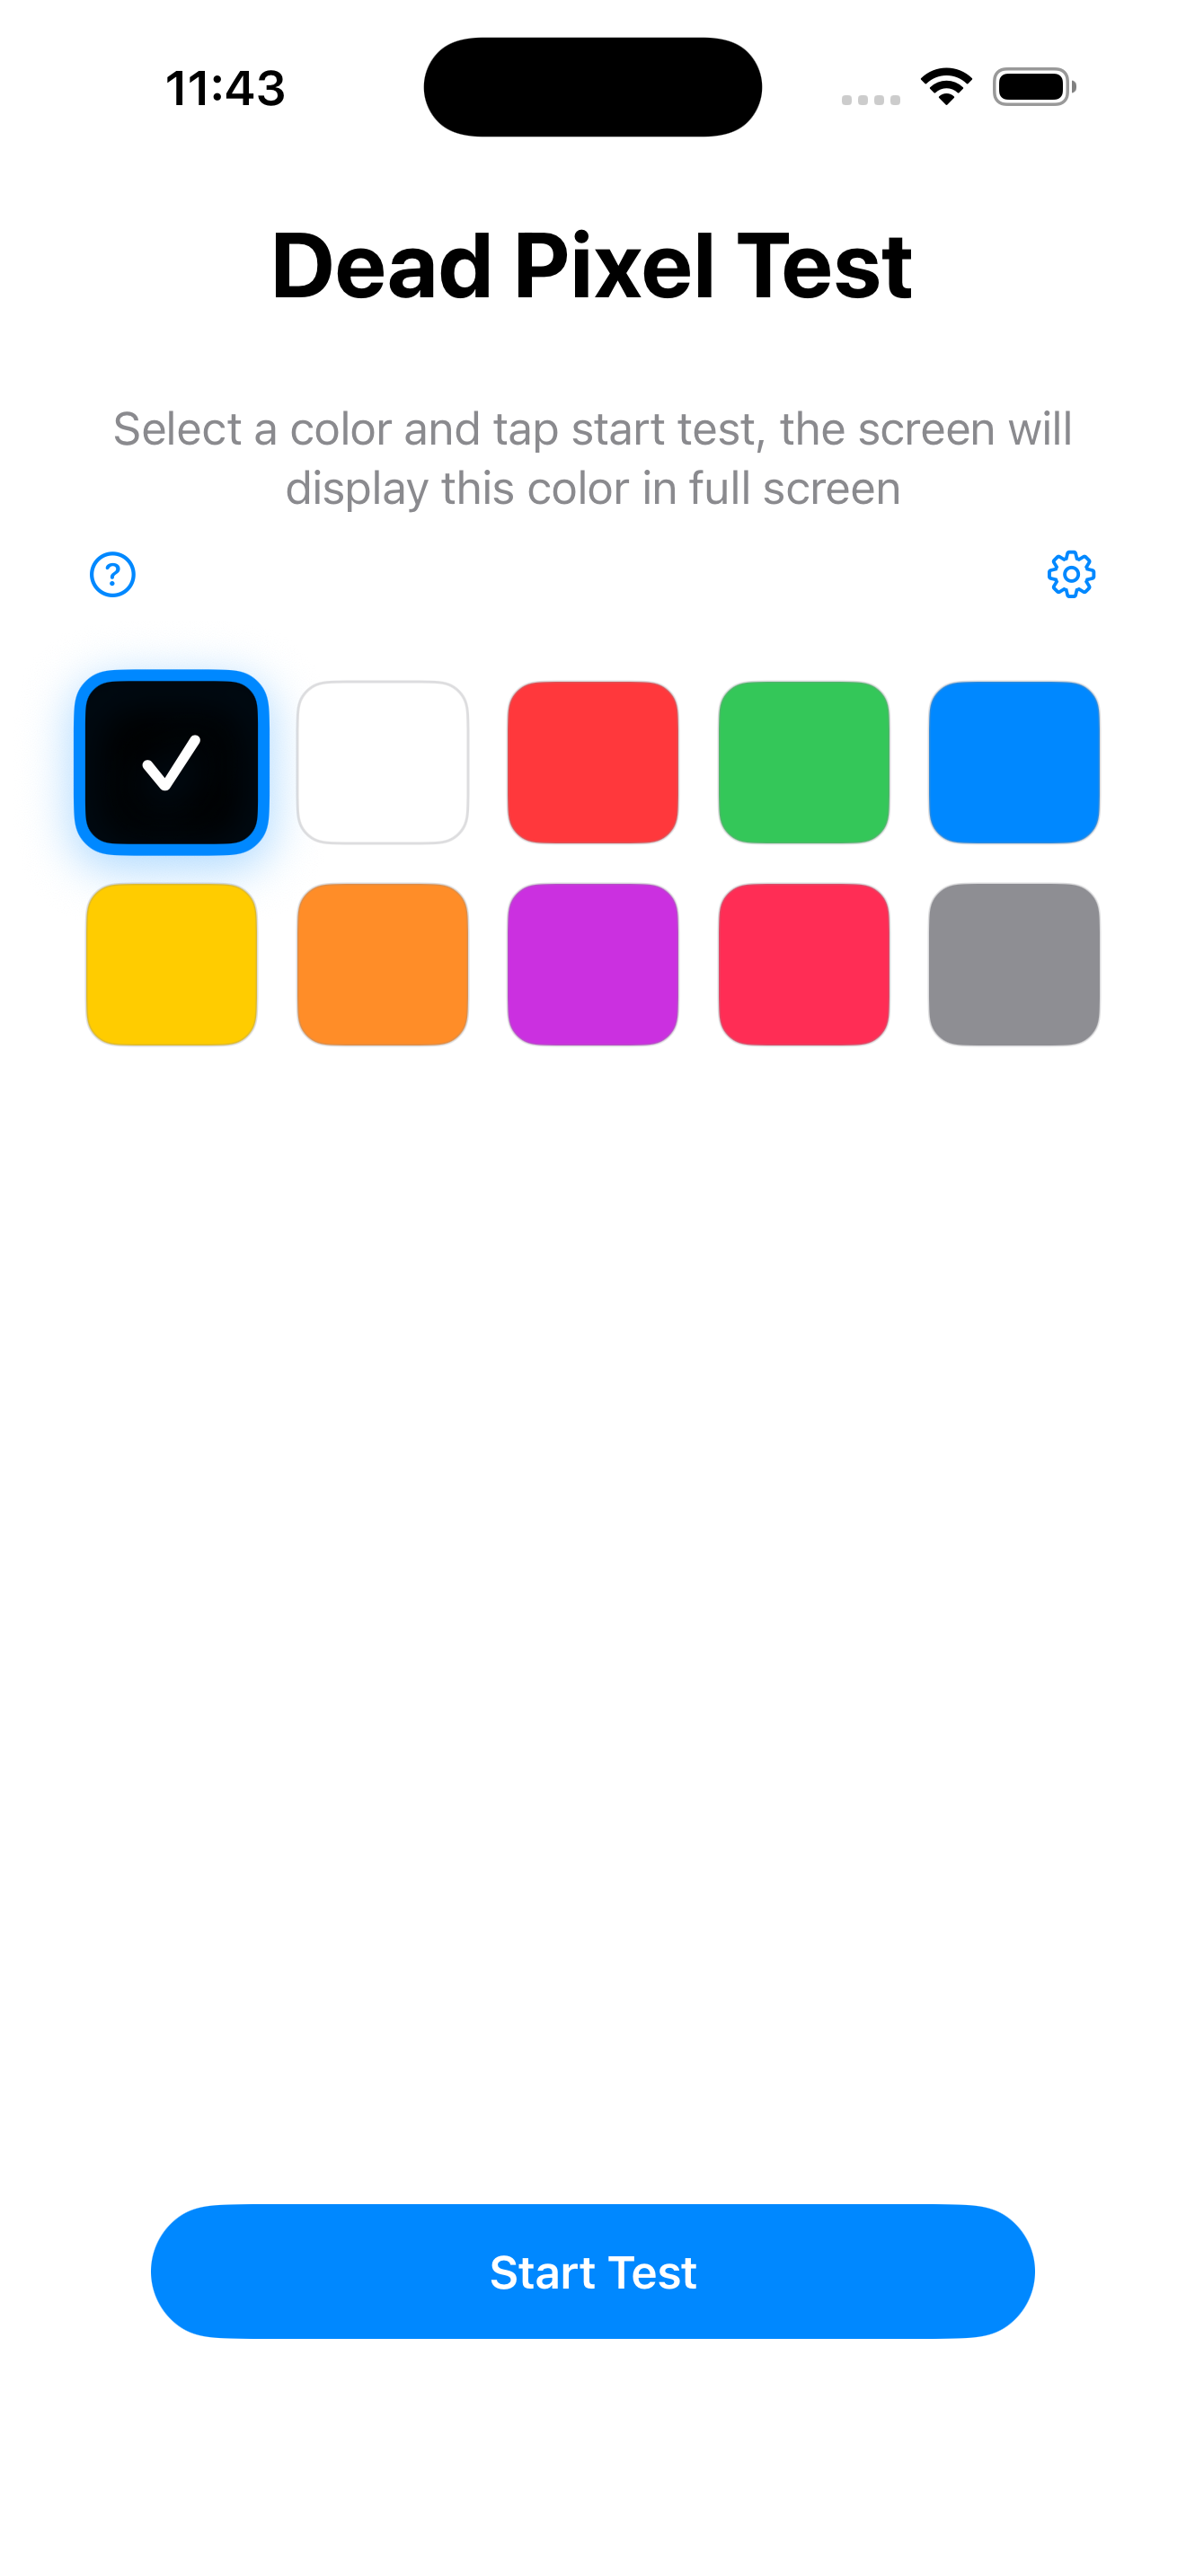 11:43
Dead Pixel Test
Select a color and tap start test, the screen will
display this color in full screen
?
Start Test